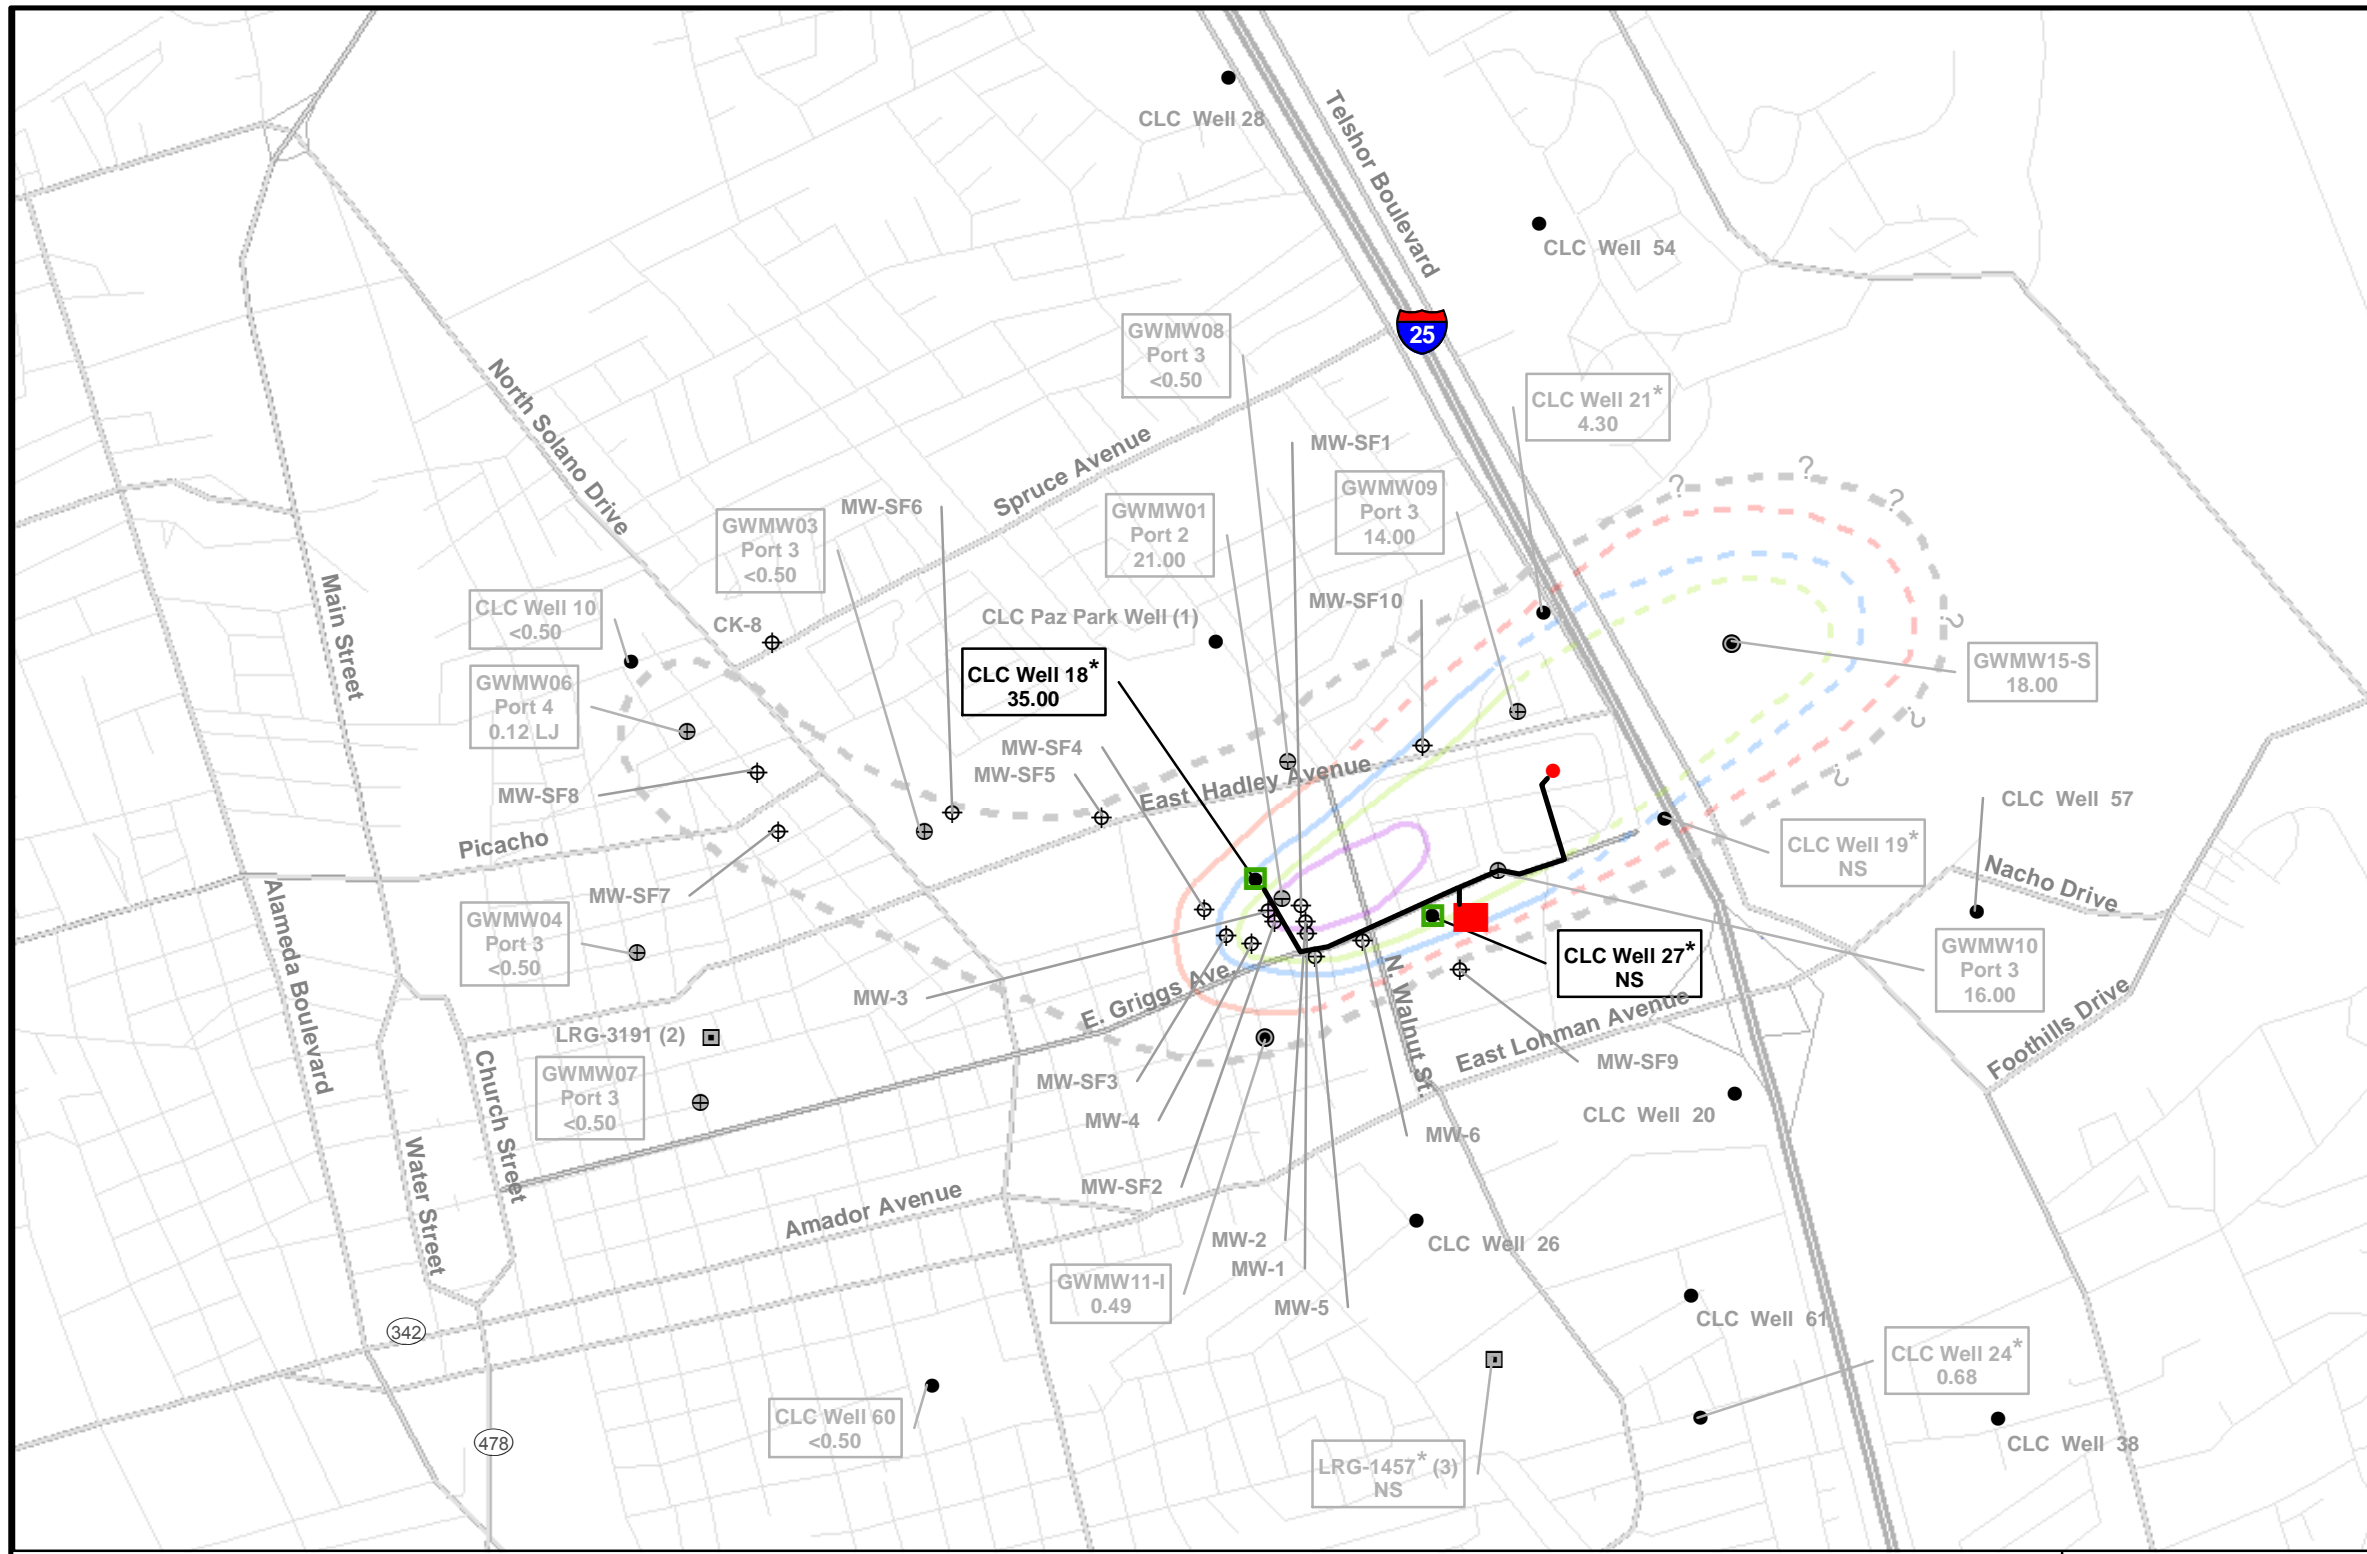 CLC Well 28
Telshor Boulevard
CLC Well 54
25
GWMW08
Port 3
<0.50
CLC Well 21*
4.30
North Solano Drive
Spruce Avenue
MW-SF1
MW-SF6
GWMW09
Port 3
14.00
GWMW01
Port 2
21.00
GWMW03
Port 3
<0.50
?
?
?
?
?
?
Main Street
CLC Well 10
<0.50
CK-8
CLC Paz Park Well (1)
MW-SF10
CLC Well 18*
35.00
GWMW15-S
18.00
GWMW06
Port 4
0.12 LJ
MW-SF4
MW-SF5
East Hadley Avenue
MW-SF8
CLC Well 57
Picacho
CLC Well 19*
NS
Nacho Drive
MW-SF7
Alameda Boulevard
GWMW04
Port 3
<0.50
CLC Well 27*
NS
GWMW10
Port 3
16.00
MW-3
E. Griggs Ave.
N. Walnut St.
East Lohman Avenue
Foothills Drive
LRG-3191 (2)
GWMW07
Port 3
<0.50
Church Street
MW-SF3
MW-SF9
MW-4
CLC Well 20
MW-6
Water Street
MW-SF2
Amador Avenue
MW-2
CLC Well 26
MW-1
GWMW11-I
0.49
MW-5
CLC Well 61
342
CLC Well 24*
0.68
CLC Well 60
<0.50
478
CLC Well 38
LRG-1457* (3)
NS